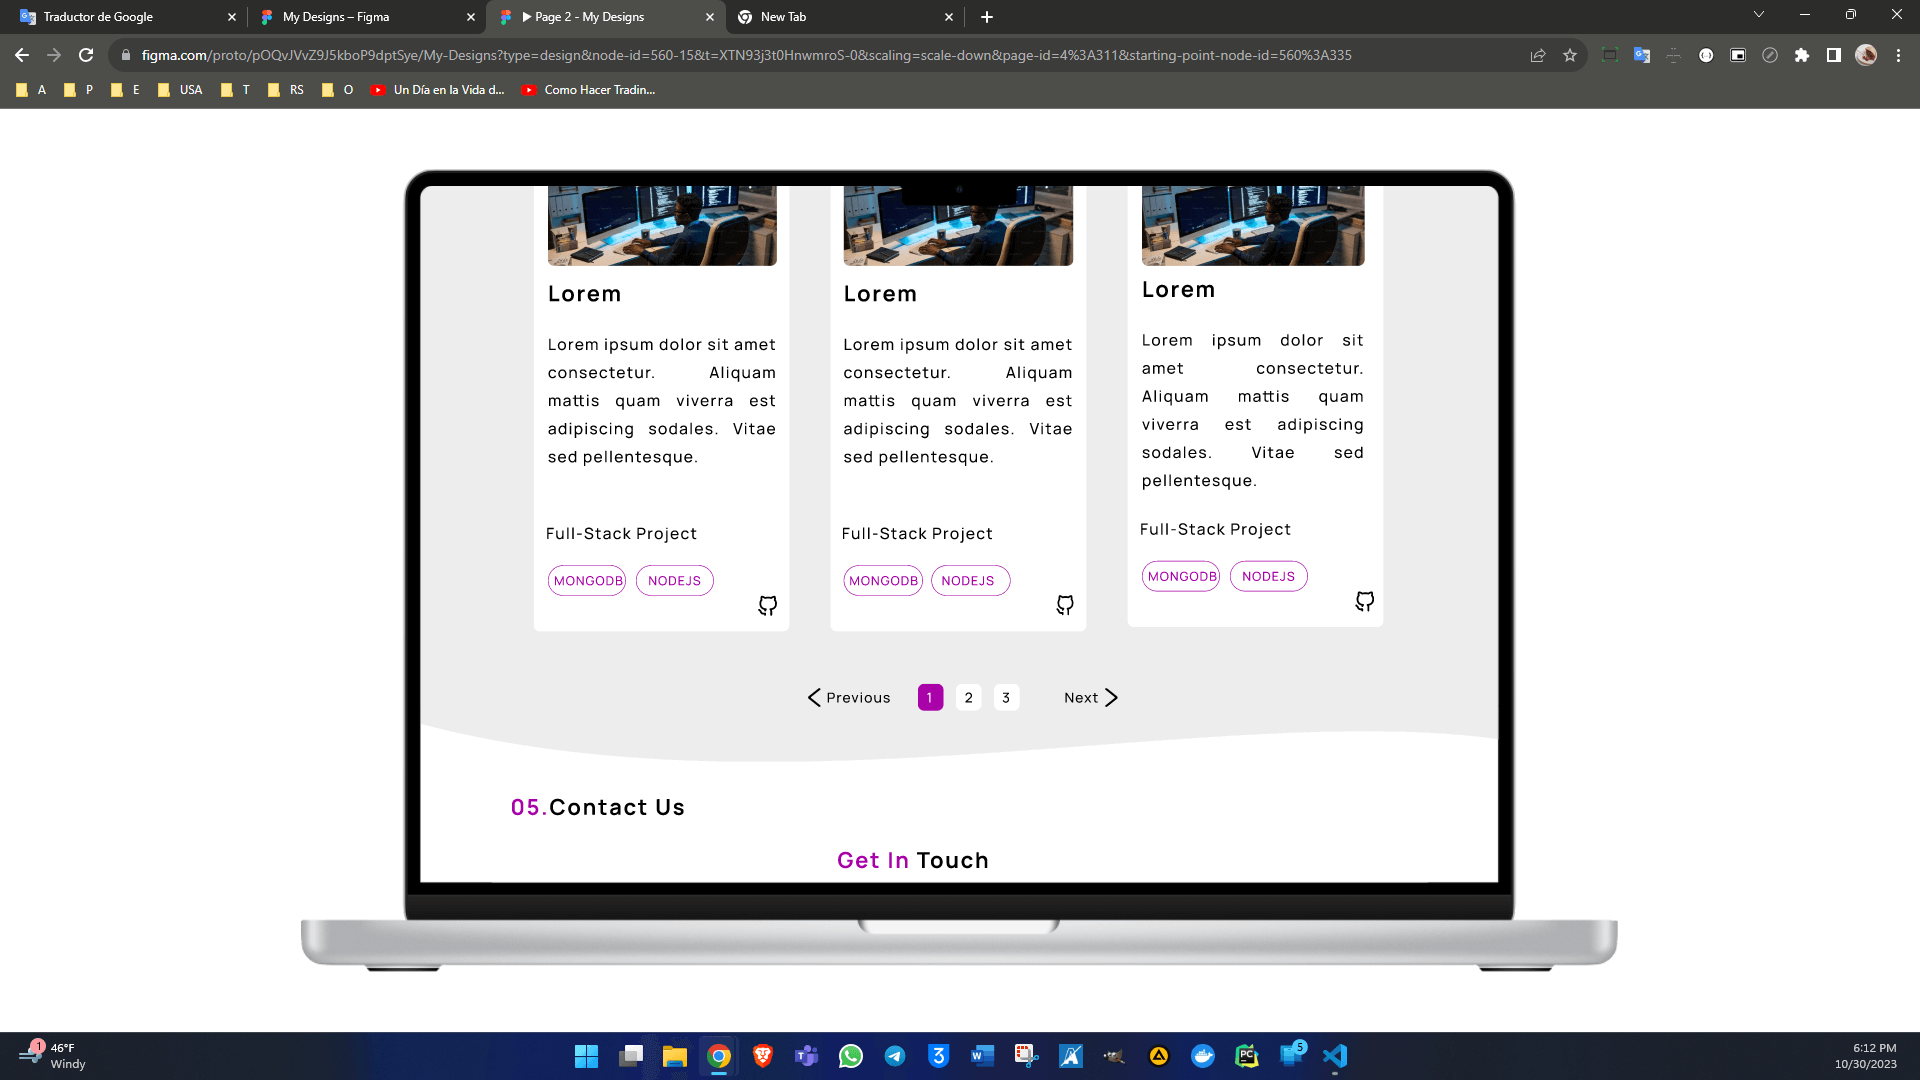 Traductor de Google
My Designs – Figma
Page 2 - My Designs
New Tab
figma.com/proto/pOQvJVvZ9J5kboP9dptSye/My-Designs?type=design&node-id=560-15&t=XTN93j3t0HnwmroS-0&scaling=scale-down&page-id=4%3A311&starting-point-node-id=560%3A335
A P E USA T RS O Un Día en la Vida d... Como Hacer Tradin...
Lorem
Lorem ipsum dolor sit amet
consectetur. Aliquam
mattis quam viverra est
adipiscing sodales. Vitae
sed pellentesque.
Full-Stack Project
MONGODB NODEJS
Lorem
Lorem ipsum dolor sit amet
consectetur. Aliquam
mattis quam viverra est
adipiscing sodales. Vitae
sed pellentesque.
Full-Stack Project
MONGODB NODEJS
Lorem
Lorem ipsum dolor sit
amet consectetur.
Aliquam mattis quam
viverra est adipiscing
sodales. Vitae sed
pellentesque.
Full-Stack Project
MONGODB NODEJS
Previous 1 2 3 Next
05.Contact Us
Get In Touch
1
46°F
Windy
5
6:12 PM
10/30/2023